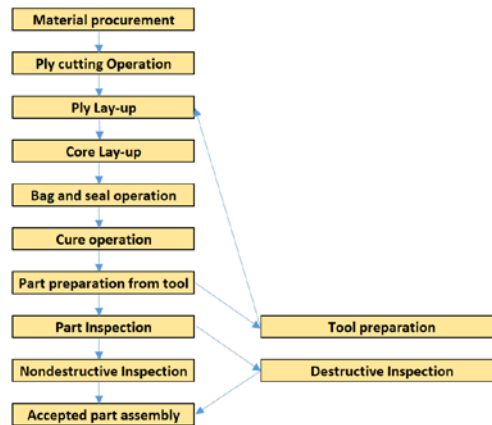 Material procurement
Ply cutting Operation
Ply Lay-up
Core Lay-up
Bag and seal operation
Cure operation
Part preparation from tool
Part Inspection
Tool preparation
Nondestructive Inspection
Destructive Inspection
Accepted part assembly